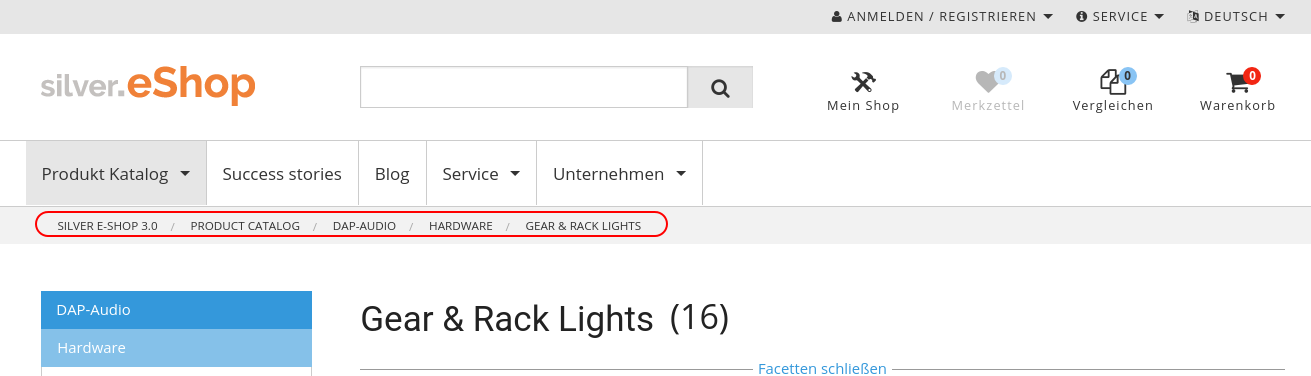 ANMELDEN / REGISTRIEREN SERVICE DEUTSCH
silver.eShop
0 0 0
Mein Shop Merkzettel Vergleichen Warenkorb
Produkt Katalog Success stories Blog Service Unternehmen
SILVER E-SHOP 3.0 / PRODUCT CATALOG / DAP-AUDIO / HARDWARE / GEAR & RACK LIGHTS
DAP-Audio
Hardware
Gear & Rack Lights (16)
Facetten schließen